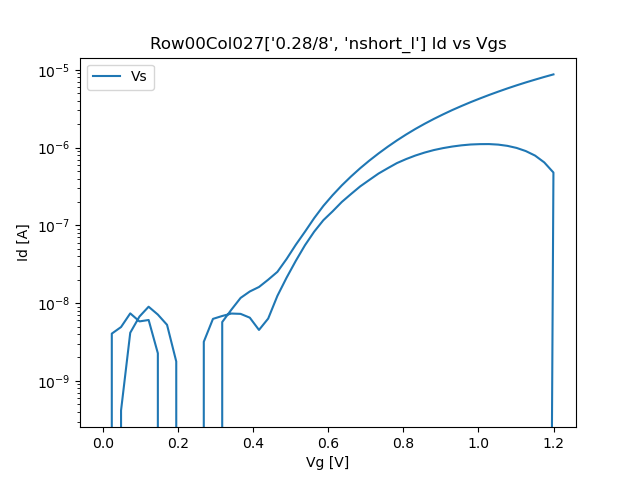 Row00Col027['0.28/8', 'nshort_l'] Id vs Vgs
Vs
Id [A]
10⁻⁵
10⁻⁶
10⁻⁷
10⁻⁸
10⁻⁹
0.0 0.2 0.4 0.6 0.8 1.0 1.2
Vg [V]